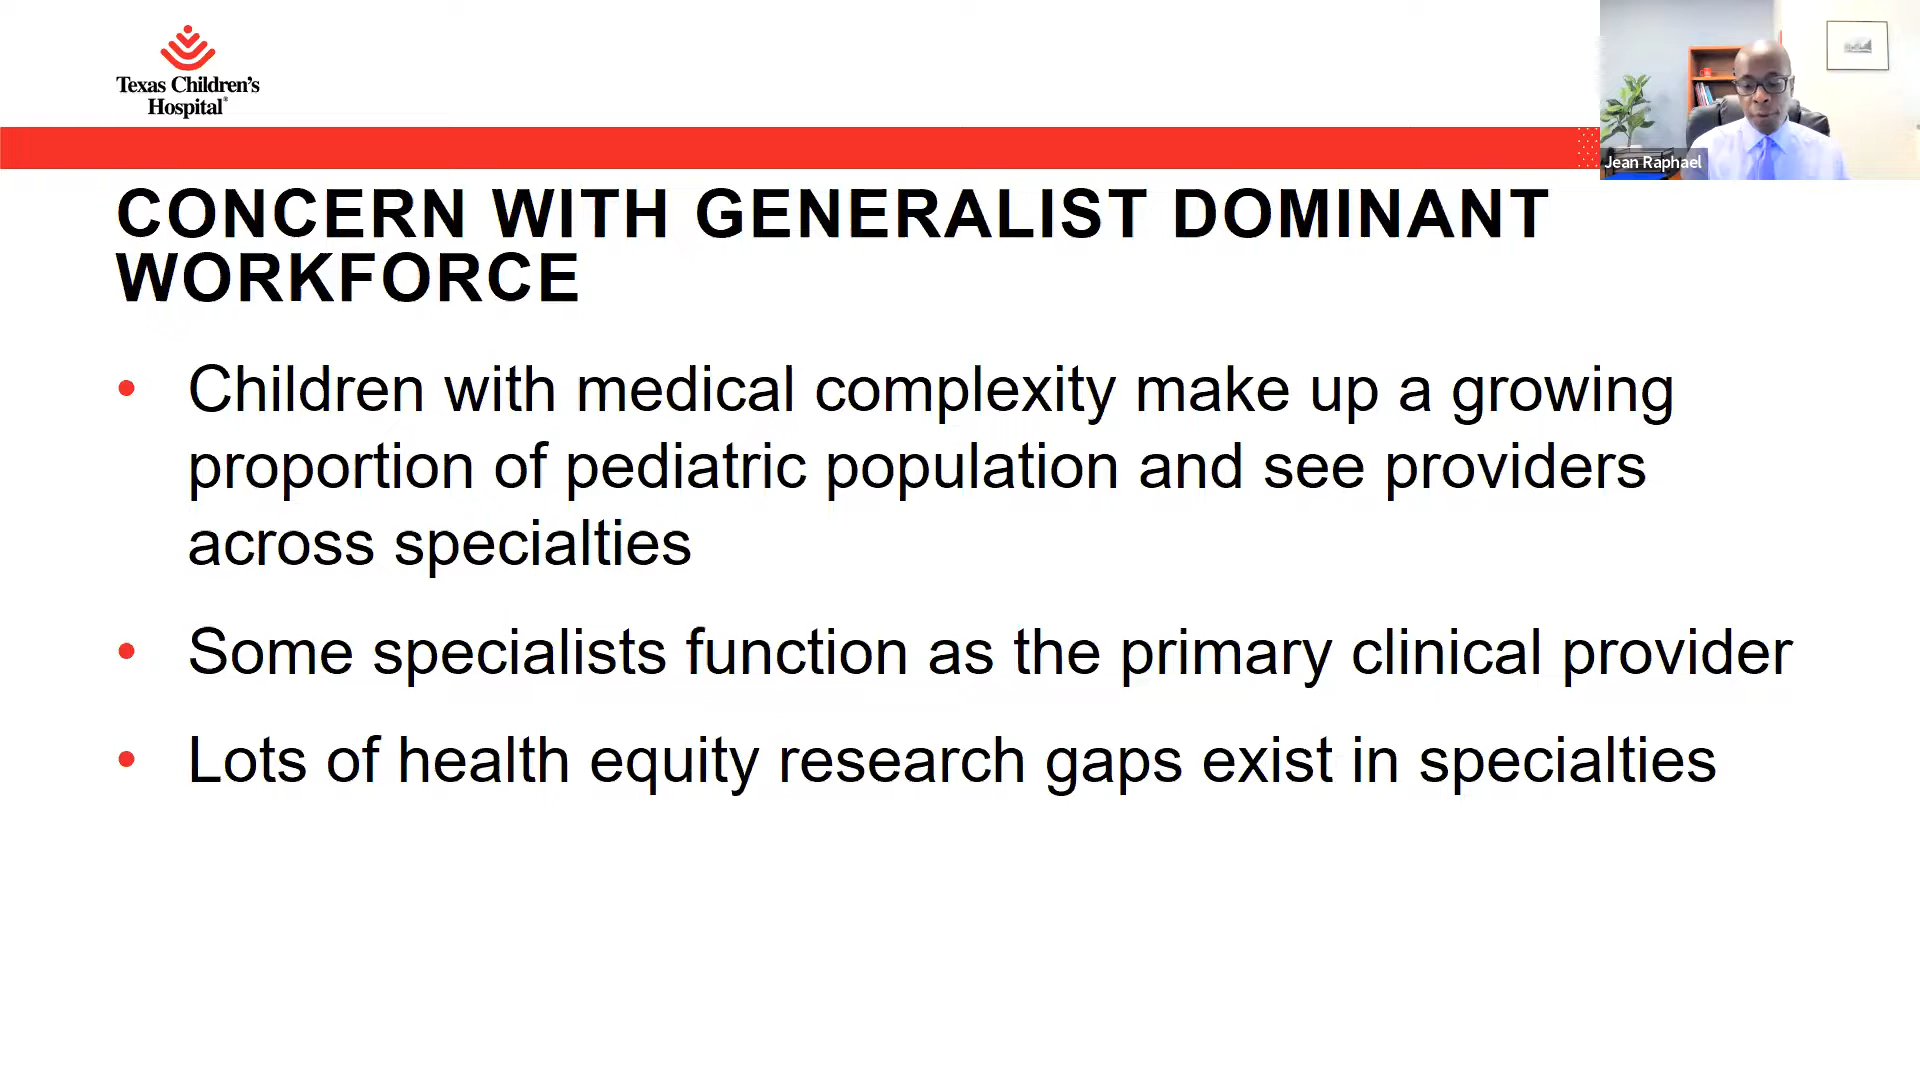 Texas Children's
Hospital®
Jean Raphael
CONCERN WITH GENERALIST DOMINANT
WORKFORCE
• Children with medical complexity make up a growing
proportion of pediatric population and see providers
across specialties
• Some specialists function as the primary clinical provider
• Lots of health equity research gaps exist in specialties